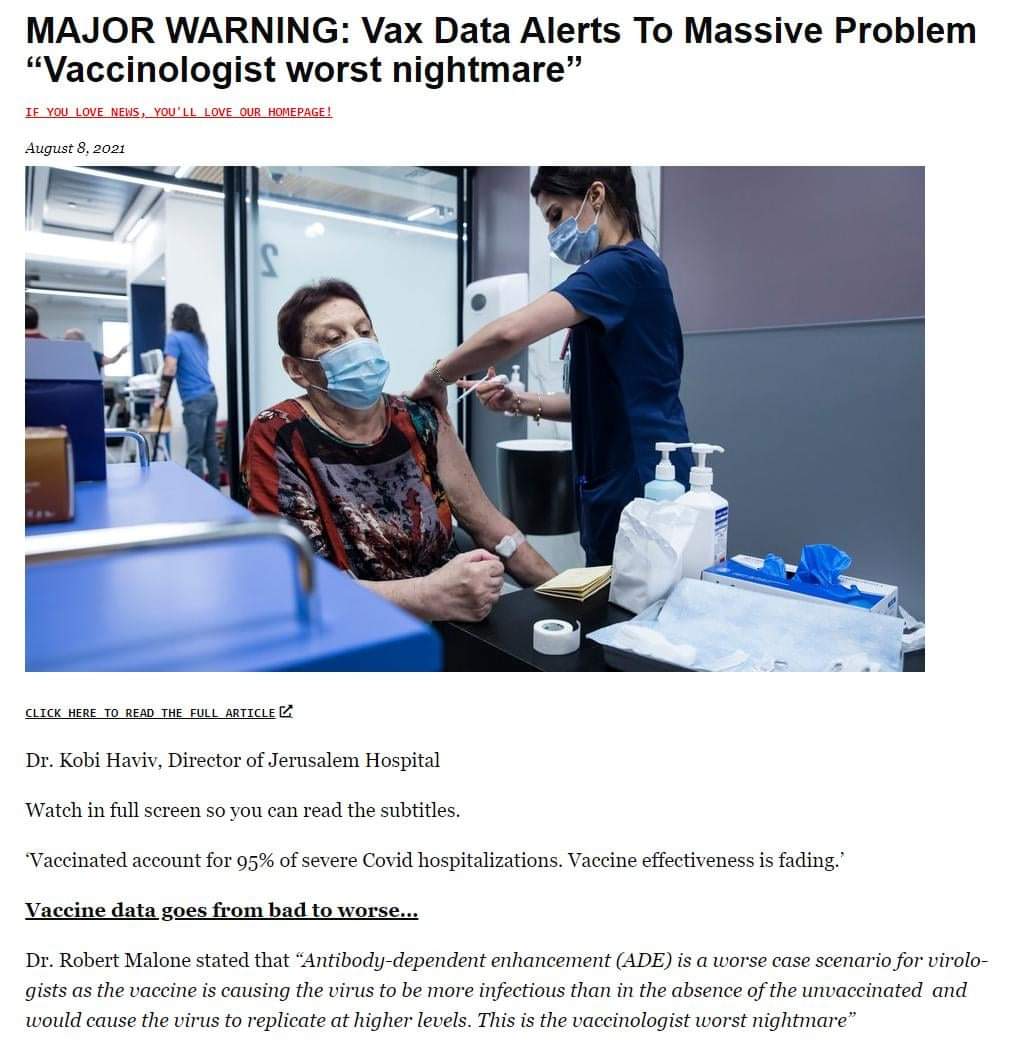 MAJOR WARNING: Vax Data Alerts To Massive Problem
“Vaccinologist worst nightmare”
IF YOU LOVE NEWS, YOU'LL LOVE OUR HOMEPAGE!
August 8, 2021
2
CLICK HERE TO READ THE FULL ARTICLE
Dr. Kobi Haviv, Director of Jerusalem Hospital
Watch in full screen so you can read the subtitles.
‘Vaccinated account for 95% of severe Covid hospitalizations. Vaccine effectiveness is fading.’
Vaccine data goes from bad to worse...
Dr. Robert Malone stated that “Antibody-dependent enhancement (ADE) is a worse case scenario for virolo-
gists as the vaccine is causing the virus to be more infectious than in the absence of the unvaccinated and
would cause the virus to replicate at higher levels. This is the vaccinologist worst nightmare”